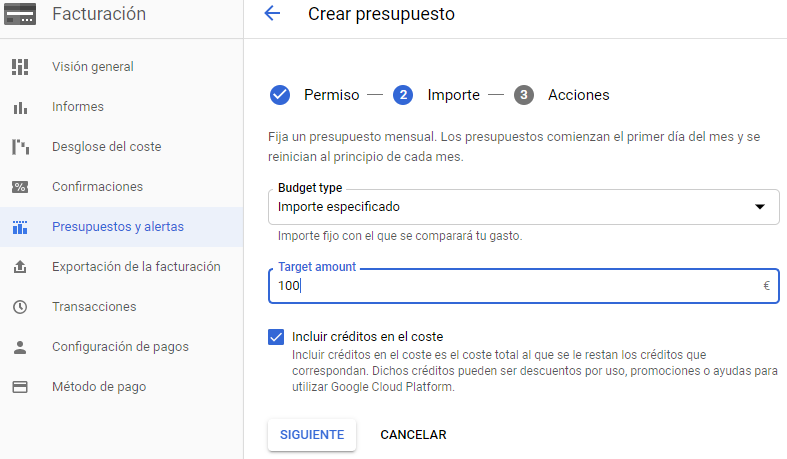 Facturación
Crear presupuesto
Visión general
Informes
Desglose del coste
Confirmaciones
Presupuestos y alertas
Exportación de la facturación
Transacciones
Configuración de pagos
Método de pago
Permiso — 2 Importe — 3 Acciones
Fija un presupuesto mensual. Los presupuestos comienzan el primer día del mes y se
reinician al principio de cada mes.
Budget type
Importe especificado
Importe fijo con el que se comparará tu gasto.
Target amount
100 €
Incluir créditos en el coste
Incluir créditos en el coste es el coste total al que se le restan los créditos que
correspondan. Dichos créditos pueden ser descuentos por uso, promociones o ayudas para
utilizar Google Cloud Platform.
SIGUIENTE CANCELAR